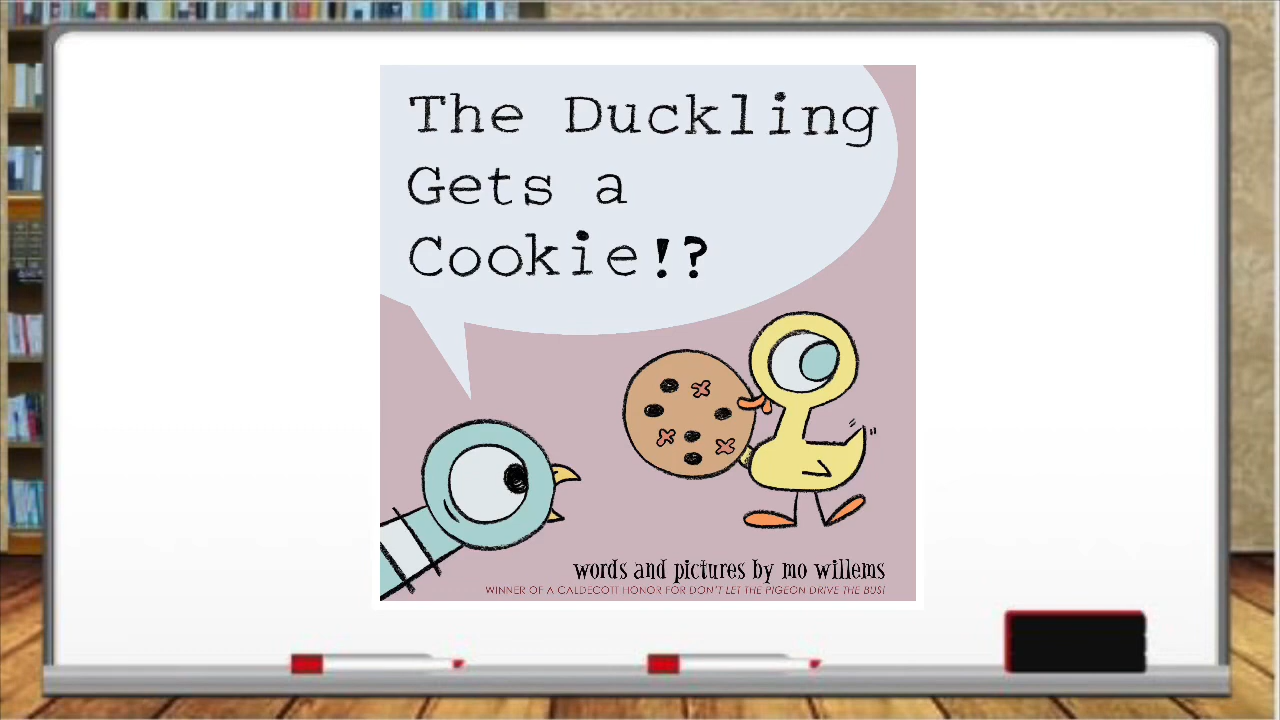 The Duckling
Gets a
Cookie!?
words and pictures by mo willems
WINNER OF A CALDECOTT HONOR FOR DON'T LET THE PIGEON DRIVE THE BUS!